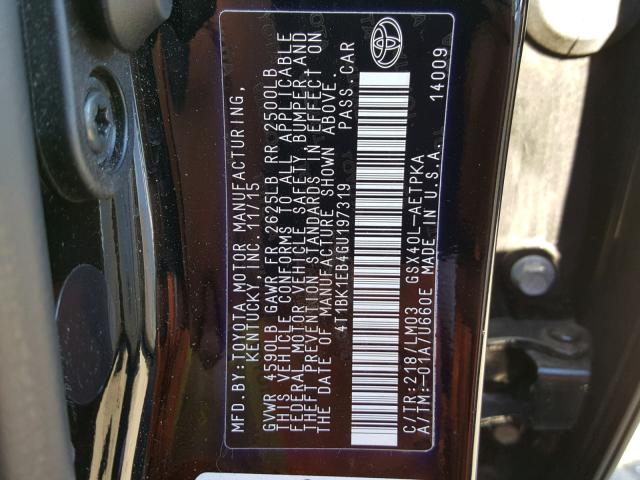 MFD.BY:TOYOTA MOTOR MANUFACTURING,
KENTUCKY, INC. 11/15
GVWR 4590LB GAWR FR 2625LB RR 2500LB
THIS VEHICLE CONFORMS TO ALL APPLICABLE
FEDERAL MOTOR VEHICLE SAFETY, BUMPER, AND
THEFT PREVENTION STANDARDS IN EFFECT ON
THE DATE OF MANUFACTURE SHOWN ABOVE.
4T1BK1EB4GU197319 PASS.CAR
C/TR:218/LM03 GSX40L-AETPKA
A/TM:-01A/U660E MADE IN U.S.A. 14009